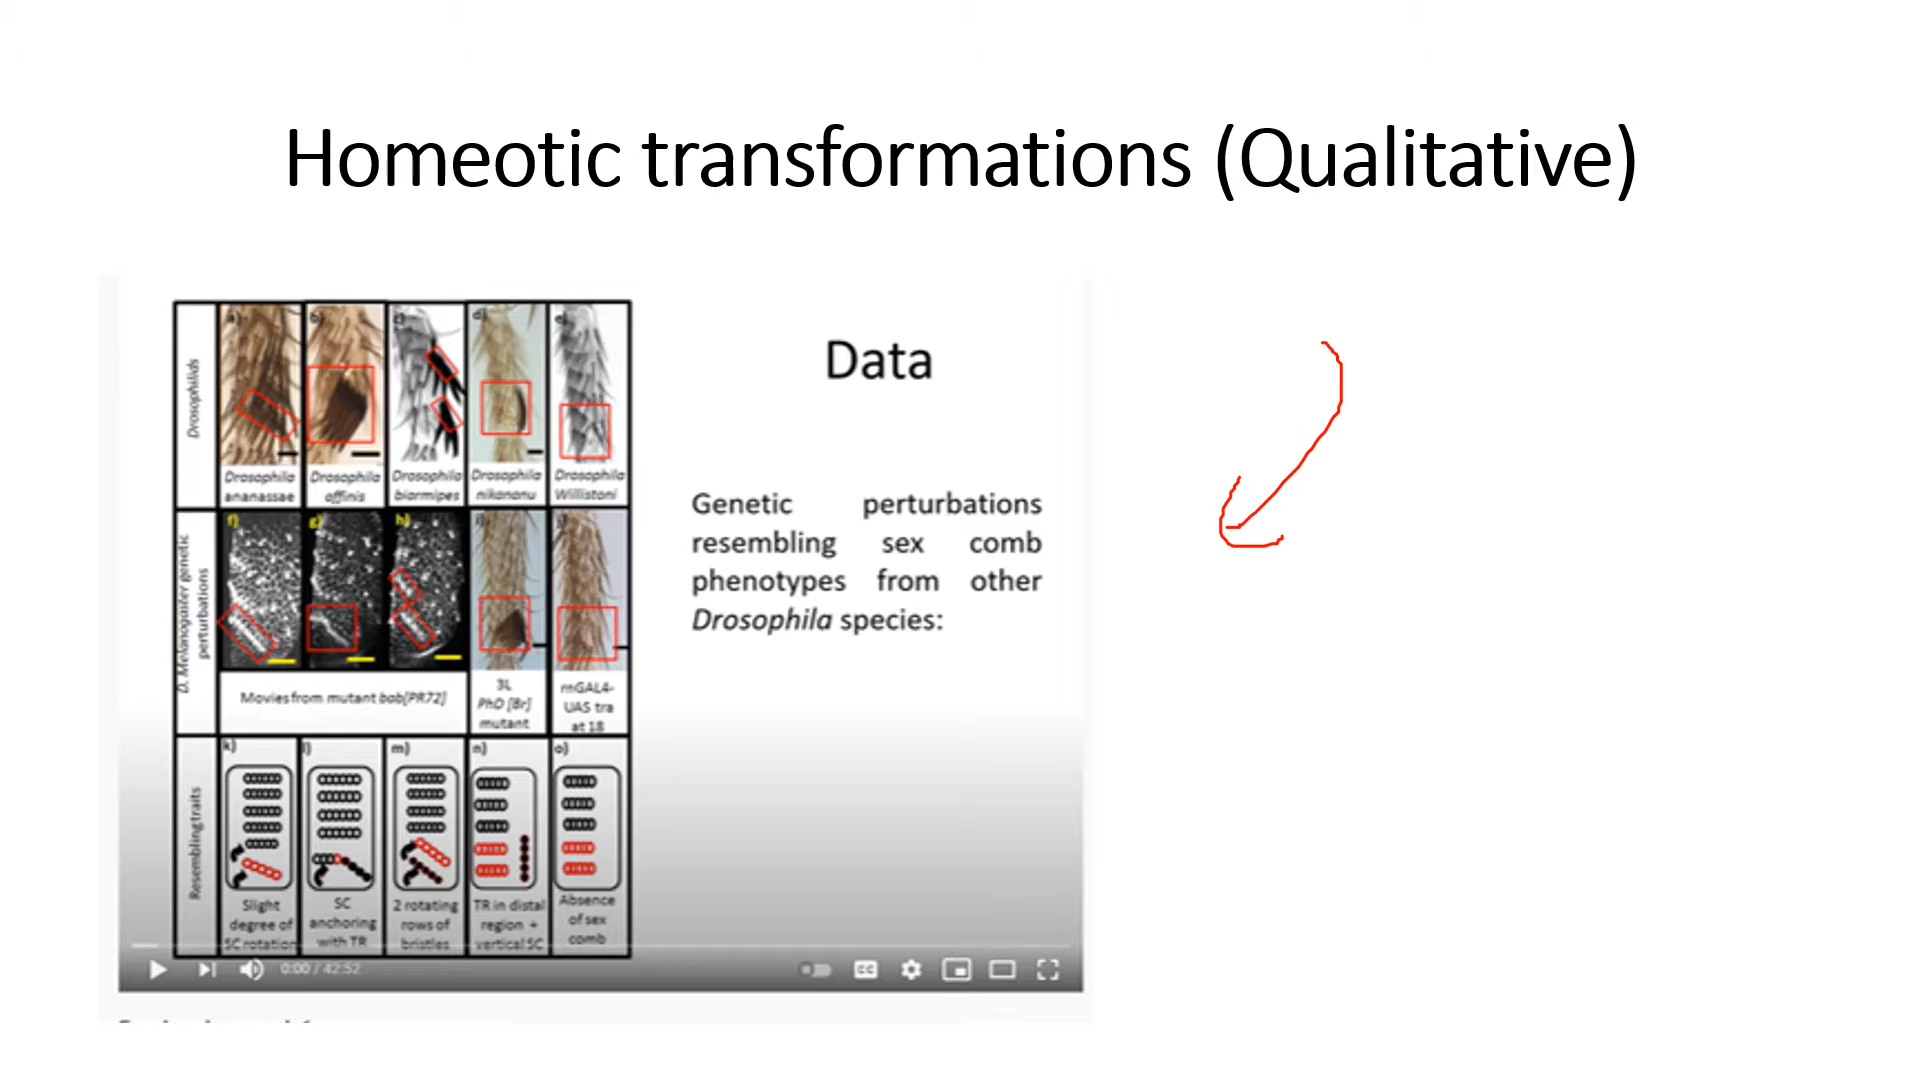 Homeotic transformations (Qualitative)
Data
Genetic perturbations
resembling sex comb
phenotypes from other
Drosophila species:
Drosophilids
a)
b)
c)
d)
e)
Drosophila
ananassae
Drosophila
affinis
Drosophila
biarmipes
Drosophila
nikananu
Drosophila
Willistoni
D. Melanogaster genetic
perturbations
f)
g)
h)
i)
Movies from mutant bab[PR72]
3L
PhD [Br]
mutant
rnGAL4-
UAS tra
at 18
Resembling traits
k)
l)
m)
n)
o)
Slight
degree of
SC rotation
SC
anchoring
with TR
2 rotating
rows of
bristles
TR in distal
region +
vertical SC
Absence
of sex
comb
0:00 / 42:52
CC